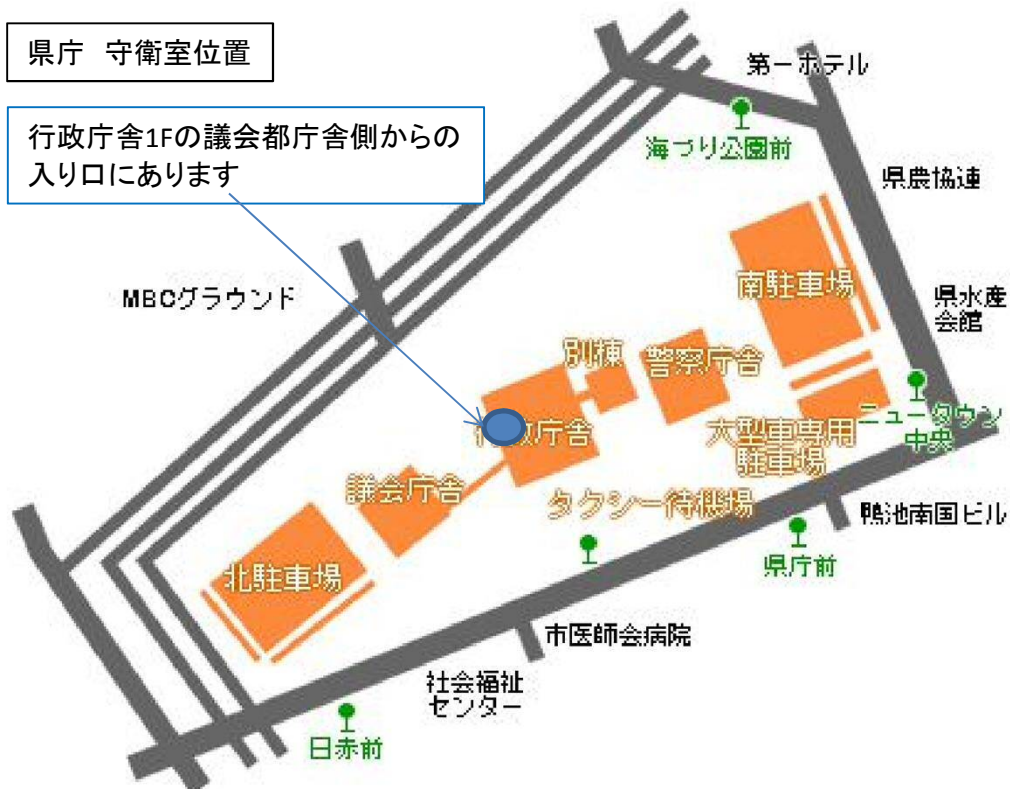 県庁　守衛室位置
行政庁舎1Fの議会都庁舎側からの
入り口にあります
第一ホテル
海づり公園前
県農協連
MBCグラウンド
南駐車場
県水産
会館
別棟
警察庁舎
行政庁舎
大型車専用
駐車場
ニュータウン
中央
議会庁舎
タクシー待機場
鴨池南国ビル
県庁前
北駐車場
市医師会病院
社会福祉
センター
日赤前